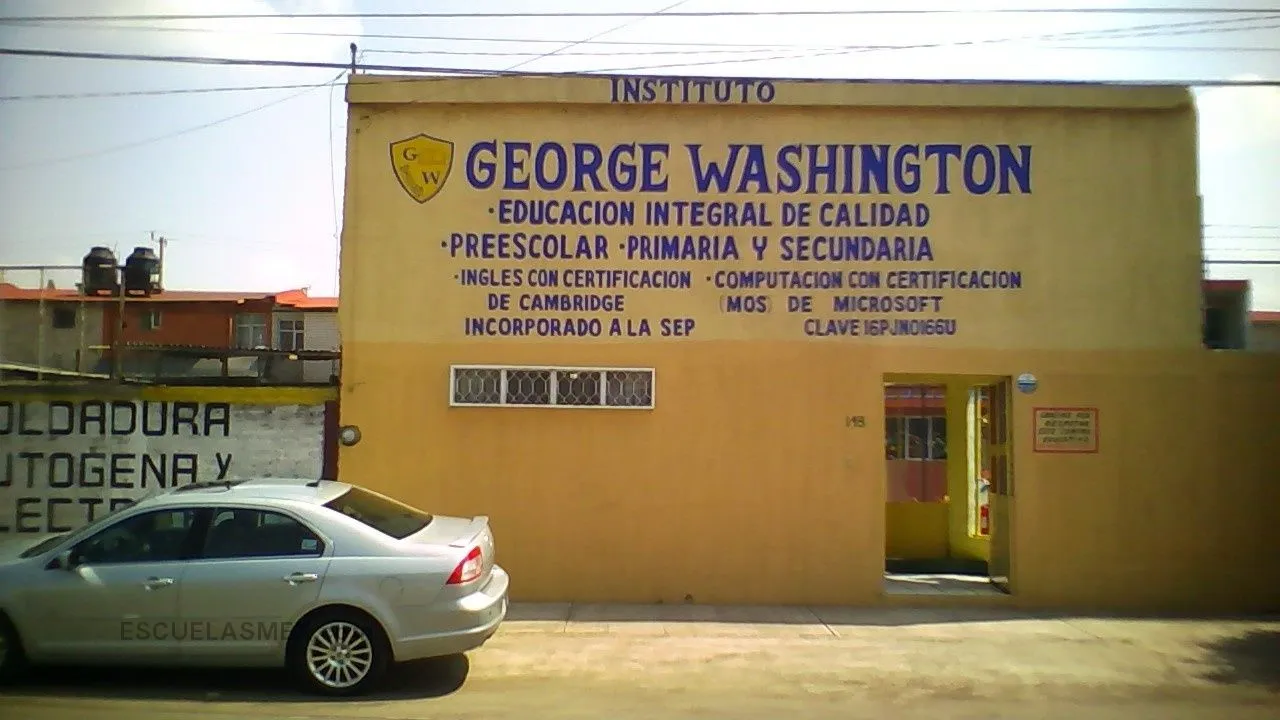 INSTITUTO
G
W
GEORGE WASHINGTON
·EDUCACION INTEGRAL DE CALIDAD
·PREESCOLAR ·PRIMARIA Y SECUNDARIA
·INGLES CON CERTIFICACION ·COMPUTACION CON CERTIFICACION
DE CAMBRIDGE (MOS) DE MICROSOFT
INCORPORADO A LA SEP CLAVE 16PJN0166U
OLDADURA
UTOGENA Y
LECT
ESCUELASME